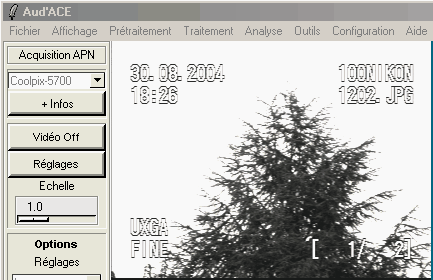 Aud'ACE
Fichier Affichage Prétraitement Traitement Analyse Outils Configuration Aide
Acquisition APN
Coolpix-5700
+ Infos
Vidéo Off
Réglages
Echelle
1.0
Options
Réglages
30.08.2004 100NIKON
18:26 1202.JPG
UXGA
FINE [ 1/ 2]